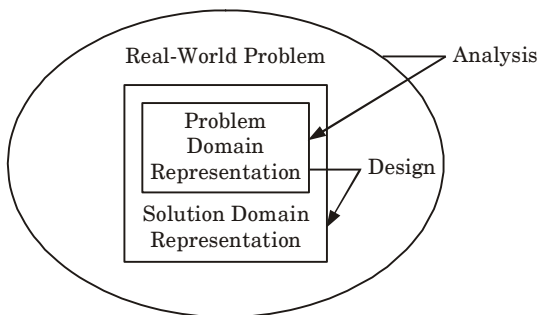 Real-World Problem
Analysis
Problem
Domain
Representation
Design
Solution Domain
Representation